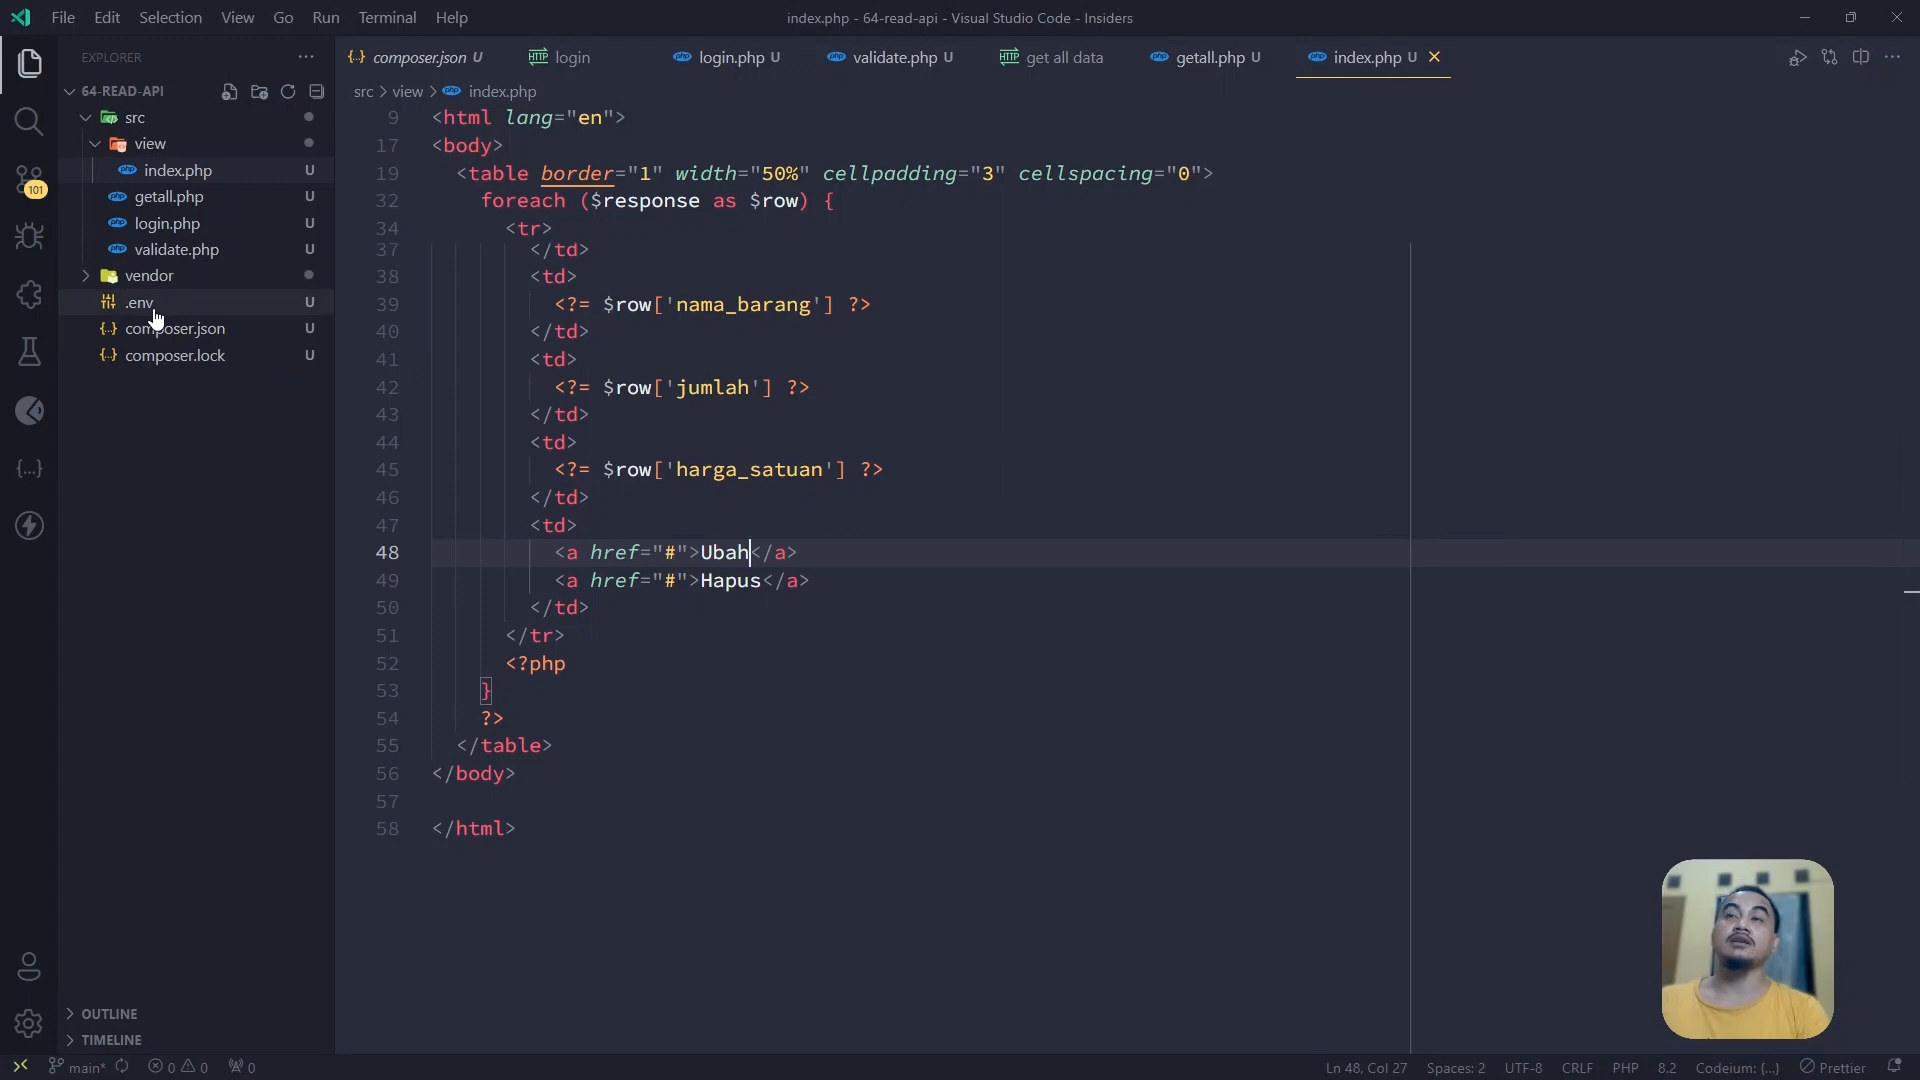 File Edit Selection View Go Run Terminal Help
index.php - 64-read-api - Visual Studio Code - Insiders
EXPLORER
composer.json U
login
login.php U
validate.php U
get all data
getall.php U
index.php U
64-READ-API
src
view
index.php U
getall.php U
login.php U
validate.php U
vendor
.env U
composer.json U
composer.lock U
101
OUTLINE
TIMELINE
src > view > index.php
9 <html lang="en">
17 <body>
19 <table border="1" width="50%" cellpadding="3" cellspacing="0">
32 foreach ($response as $row) {
34 <tr>
37 </td>
38 <td>
39 <?= $row['nama_barang'] ?>
40 </td>
41 <td>
42 <?= $row['jumlah'] ?>
43 </td>
44 <td>
45 <?= $row['harga_satuan'] ?>
46 </td>
47 <td>
48 <a href="#">Ubah</a>
49 <a href="#">Hapus</a>
50 </td>
51 </tr>
52 <?php
53 }
54 ?>
55 </table>
56 </body>
57
58 </html>
main* 0 0 0
Ln 48, Col 27 Spaces: 2 UTF-8 CRLF PHP 8.2 Codeium: {...} Prettier